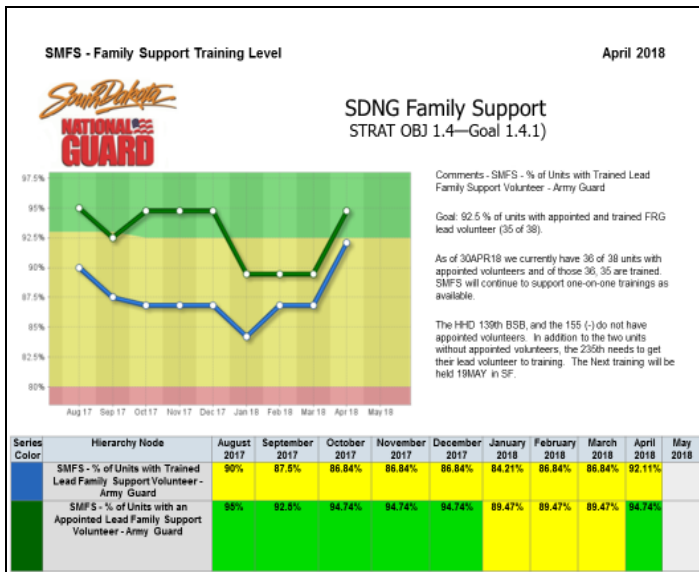 SMFS - Family Support Training Level
April 2018
South Dakota
NATIONAL
GUARD
SDNG Family Support
STRAT OBJ 1.4—Goal 1.4.1)
97.5%
95%
92.5%
90%
87.5%
85%
82.5%
80%
Aug 17 Sep 17 Oct 17 Nov 17 Dec 17 Jan 18 Feb 18 Mar 18 Apr 18 May 18
Comments - SMFS - % of Units with Trained Lead
Family Support Volunteer - Army Guard
Goal: 92.5 % of units with appointed and trained FRG
lead volunteer (35 of 38).
As of 30APR18 we currently have 36 of 38 units with
appointed volunteers and of those 36, 35 are trained.
SMFS will continue to support one-on-one trainings as
available.
The HHD 139th BSB, and the 155 (-) do not have
appointed volunteers. In addition to the two units
without appointed volunteers, the 235th needs to get
their lead volunteer to training. The Next training will be
held 19MAY in SF.
Series Color Hierarchy Node August 2017 September 2017 October 2017 November 2017 December 2017 January 2018 February 2018 March 2018 April 2018 May 2018
SMFS - % of Units with Trained
Lead Family Support Volunteer -
Army Guard
90% 87.5% 86.84% 86.84% 86.84% 84.21% 86.84% 86.84% 92.11%
SMFS - % of Units with an
Appointed Lead Family Support
Volunteer - Army Guard
95% 92.5% 94.74% 94.74% 94.74% 89.47% 89.47% 89.47% 94.74%